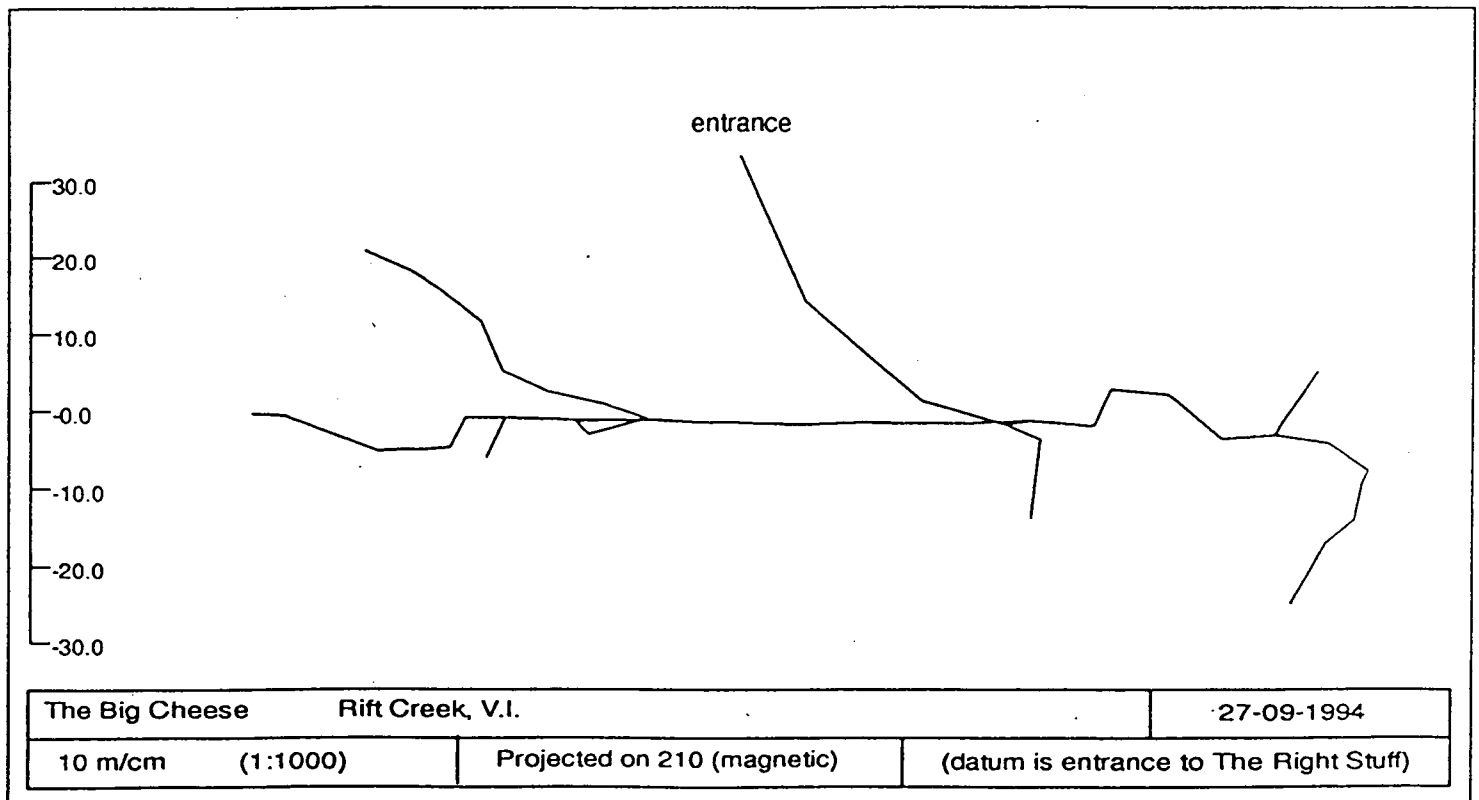 entrance
30.0
20.0
10.0
-0.0
-10.0
-20.0
-30.0
The Big Cheese Rift Creek, V.I. 27-09-1994
10 m/cm (1:1000) Projected on 210 (magnetic) (datum is entrance to The Right Stuff)